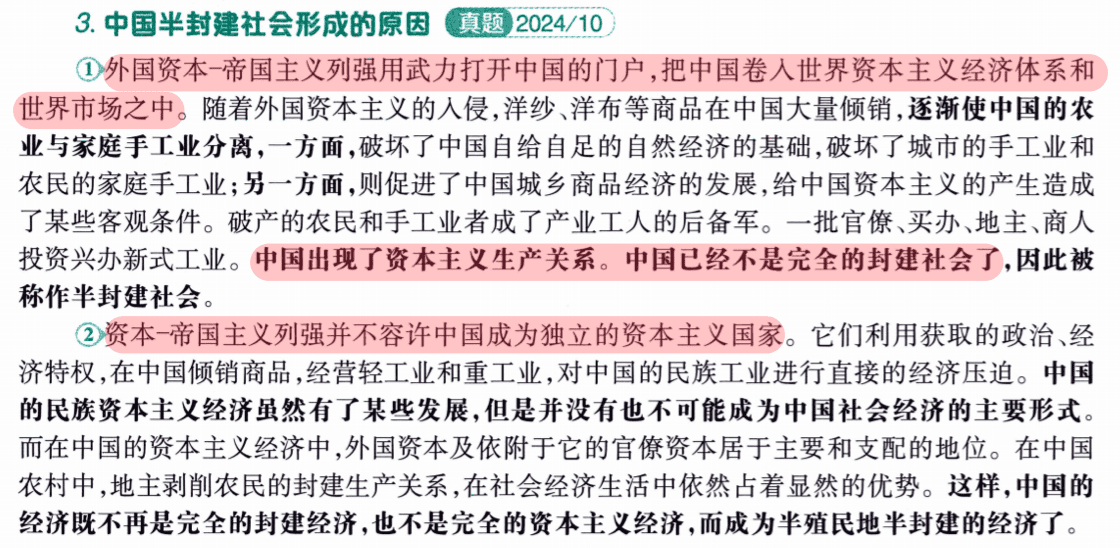 3. 中国半封建社会形成的原因 真题 2024/10
①外国资本-帝国主义列强用武力打开中国的门户,把中国卷入世界资本主义经济体系和
世界市场之中。随着外国资本主义的入侵,洋纱、洋布等商品在中国大量倾销,逐渐使中国的农
业与家庭手工业分离,一方面,破坏了中国自给自足的自然经济的基础,破坏了城市的手工业和
农民的家庭手工业;另一方面,则促进了中国城乡商品经济的发展,给中国资本主义的产生造成
了某些客观条件。破产的农民和手工业者成了产业工人的后备军。一批官僚、买办、地主、商人
投资兴办新式工业。中国出现了资本主义生产关系。中国已经不是完全的封建社会了,因此被
称作半封建社会。
②资本-帝国主义列强并不容许中国成为独立的资本主义国家。它们利用获取的政治、经
济特权,在中国倾销商品,经营轻工业和重工业,对中国的民族工业进行直接的经济压迫。中国
的民族资本主义经济虽然有了某些发展,但是并没有也不可能成为中国社会经济的主要形式。
而在中国的资本主义经济中,外国资本及依附于它的官僚资本居于主要和支配的地位。在中国
农村中,地主剥削农民的封建生产关系,在社会经济生活中依然占着显然的优势。这样,中国的
经济既不再是完全的封建经济,也不是完全的资本主义经济,而成为半殖民地半封建的经济了。